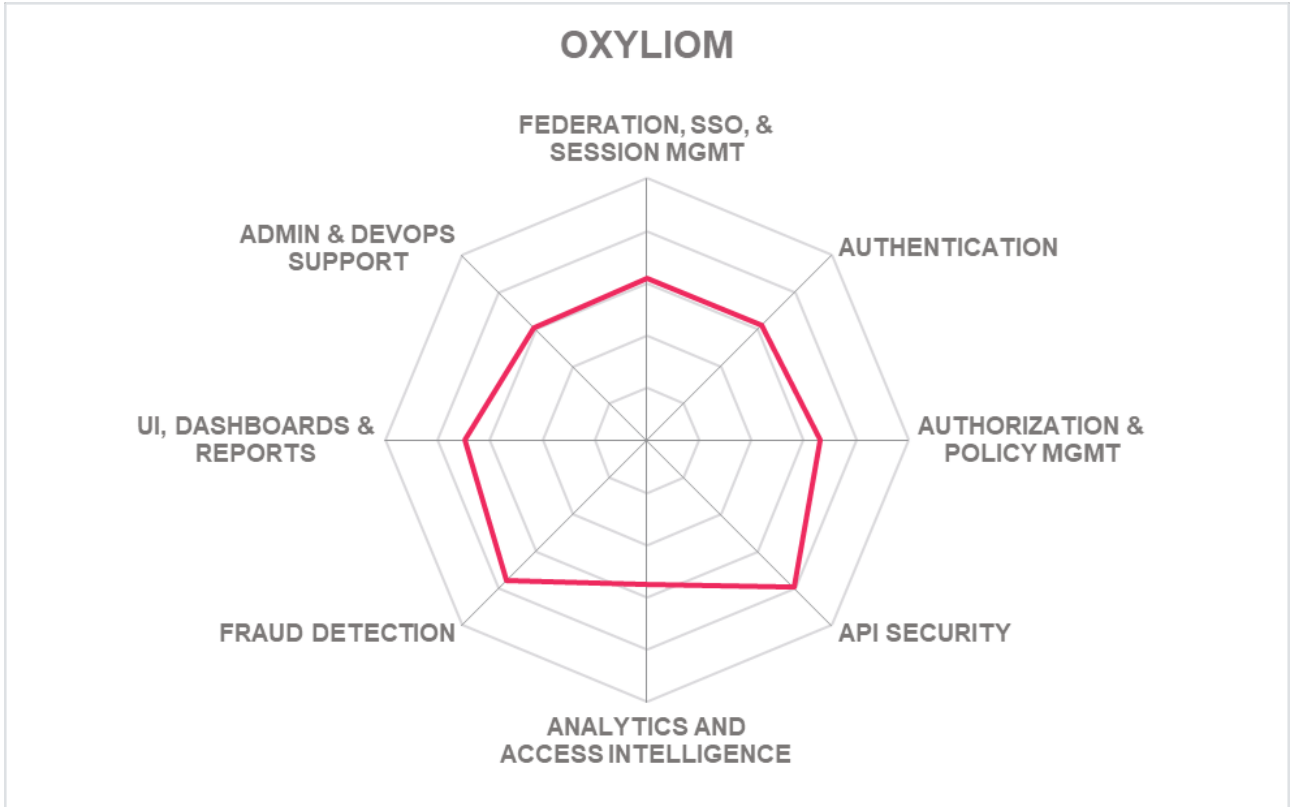 OXYLIOM
FEDERATION, SSO, &
SESSION MGMT
ADMIN & DEVOPS
SUPPORT
AUTHENTICATION
UI, DASHBOARDS &
REPORTS
AUTHORIZATION &
POLICY MGMT
FRAUD DETECTION
API SECURITY
ANALYTICS AND
ACCESS INTELLIGENCE